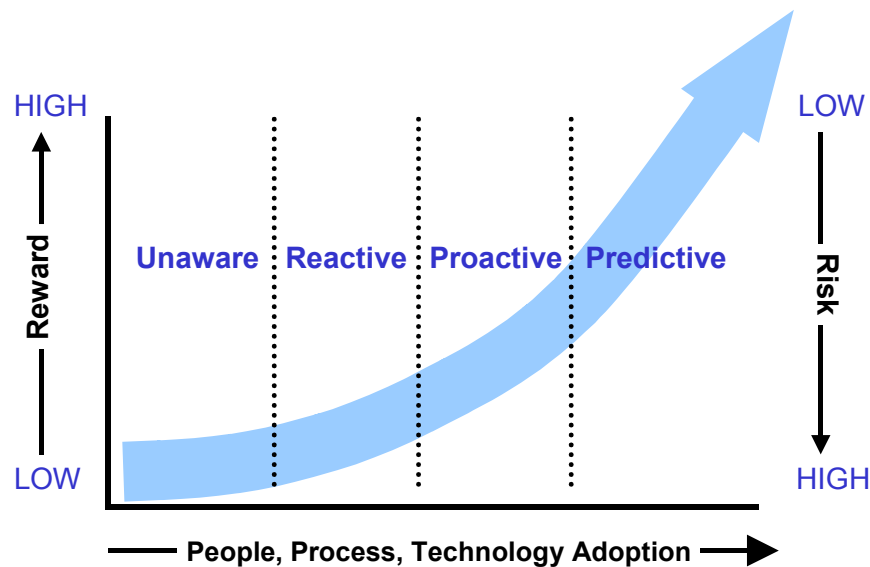 HIGH
LOW
Unaware
Reactive
Proactive
Predictive
Reward
Risk
LOW
HIGH
People, Process, Technology Adoption